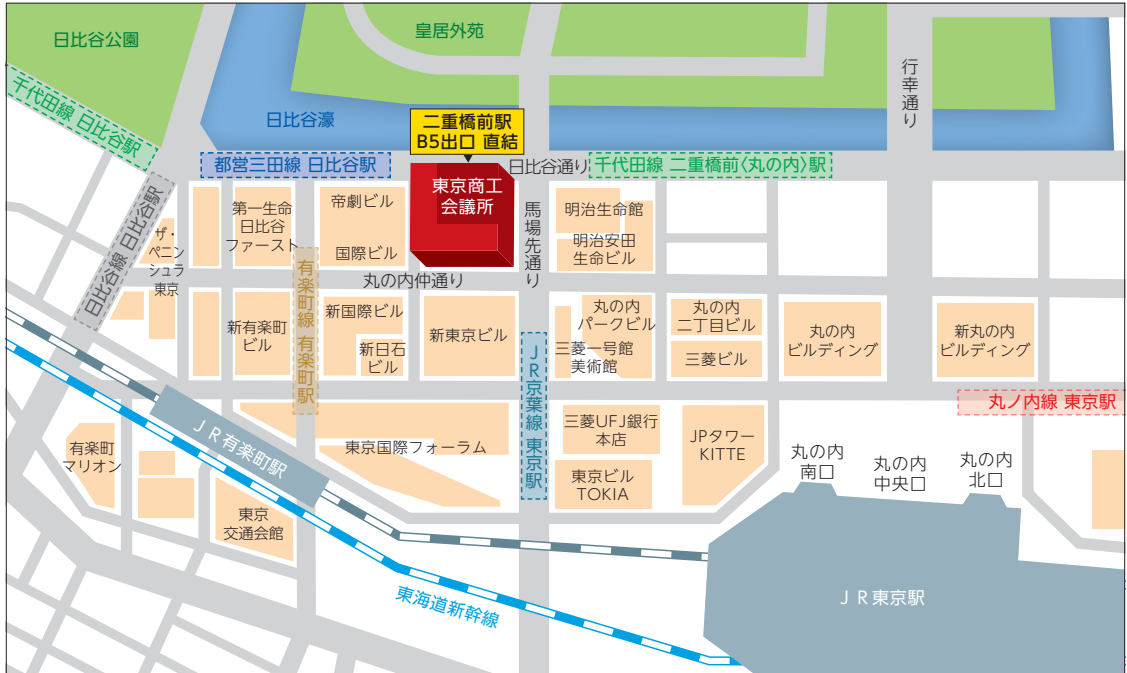 日比谷公園
皇居外苑
行幸通り
千代田線 日比谷駅
日比谷濠
二重橋前駅
B5出口 直結
都営三田線 日比谷駅
日比谷通り
千代田線 二重橋前〈丸の内〉駅
日比谷線 日比谷駅
ザ・
ペニン
シュラ
東京
第一生命
日比谷
ファースト
帝劇ビル
国際ビル
東京商工
会議所
馬場先通り
明治生命館
明治安田
生命ビル
丸の内仲通り
有楽町線 有楽町駅
新有楽町
ビル
新国際ビル
新日石
ビル
新東京ビル
JR京葉線 東京駅
丸の内
パークビル
三菱一号館
美術館
丸の内
二丁目ビル
三菱ビル
丸の内
ビルディング
新丸の内
ビルディング
丸ノ内線 東京駅
有楽町
マリオン
JR有楽町駅
東京国際フォーラム
三菱UFJ銀行
本店
東京ビル
TOKIA
JPタワー
KITTE
丸の内
南口
丸の内
中央口
丸の内
北口
東京
交通会館
東海道新幹線
JR東京駅